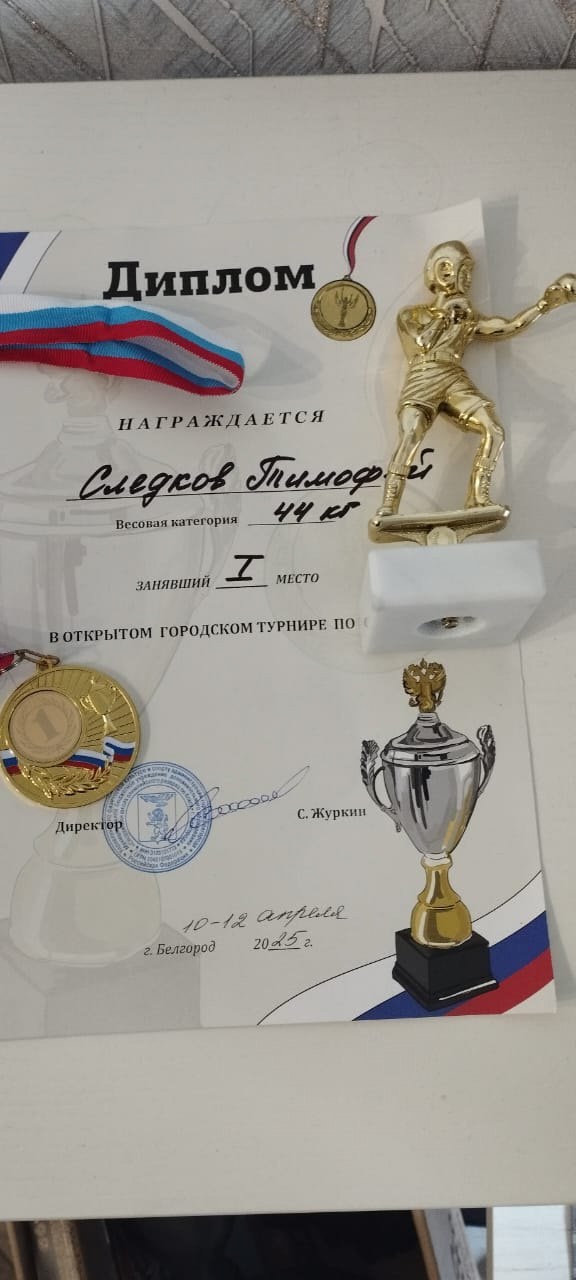 Диплом
НАГРАЖДАЕТСЯ
Следков Тимофей
Весовая категория 44 кг
ЗАНЯВШИЙ I МЕСТО
В ОТКРЫТОМ ГОРОДСКОМ ТУРНИРЕ ПО
1
Директор
С. Журкин
10-12 апреля
г. Белгород 2025 г.